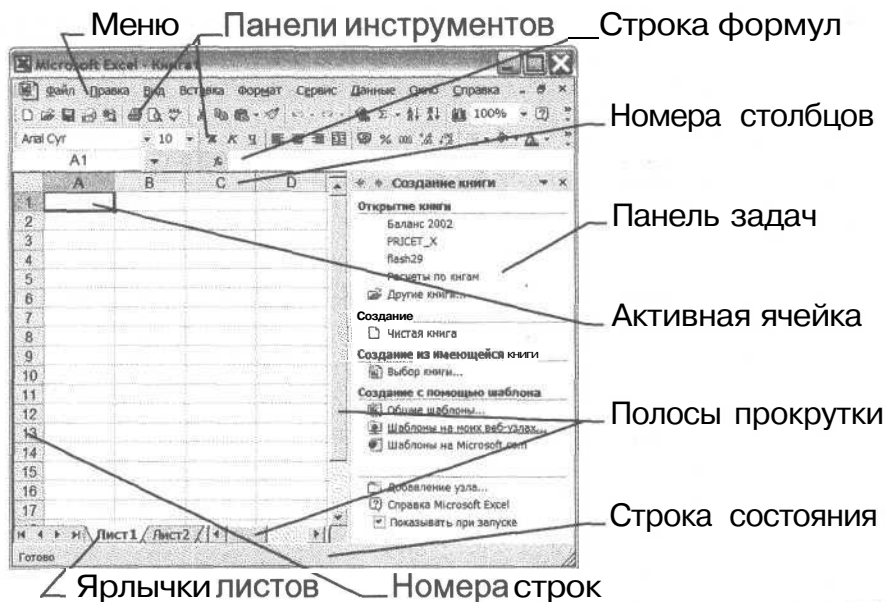 Меню Панели инструментов Строка формул
Microsoft Excel - Книга1
Файл Правка Вид Вставка Формат Сервис Данные Окно Справка
100%
Arial Cyr 10 Ж К Ч % 000
A1 fx
Номера столбцов
A B C D
Создание книги
1
Открытие книги
2
Баланс 2002
Панель задач
3
PRICET_X
4
flash29
5
Расчеты по кнгам
6
Другие книги...
7
Создание
Активная ячейка
8
Чистая книга
9
Создание из имеющейся книги
10
Выбор книги...
11
Создание с помощью шаблона
12
Общие шаблоны...
Полосы прокрутки
13
Шаблоны на моих веб-узлах...
14
Шаблоны на Microsoft.com
15
16
Добавление узла...
17
Справка Microsoft Excel
Строка состояния
Показывать при запуске
Лист1 Лист2
Готово
Ярлычки листов Номера строк